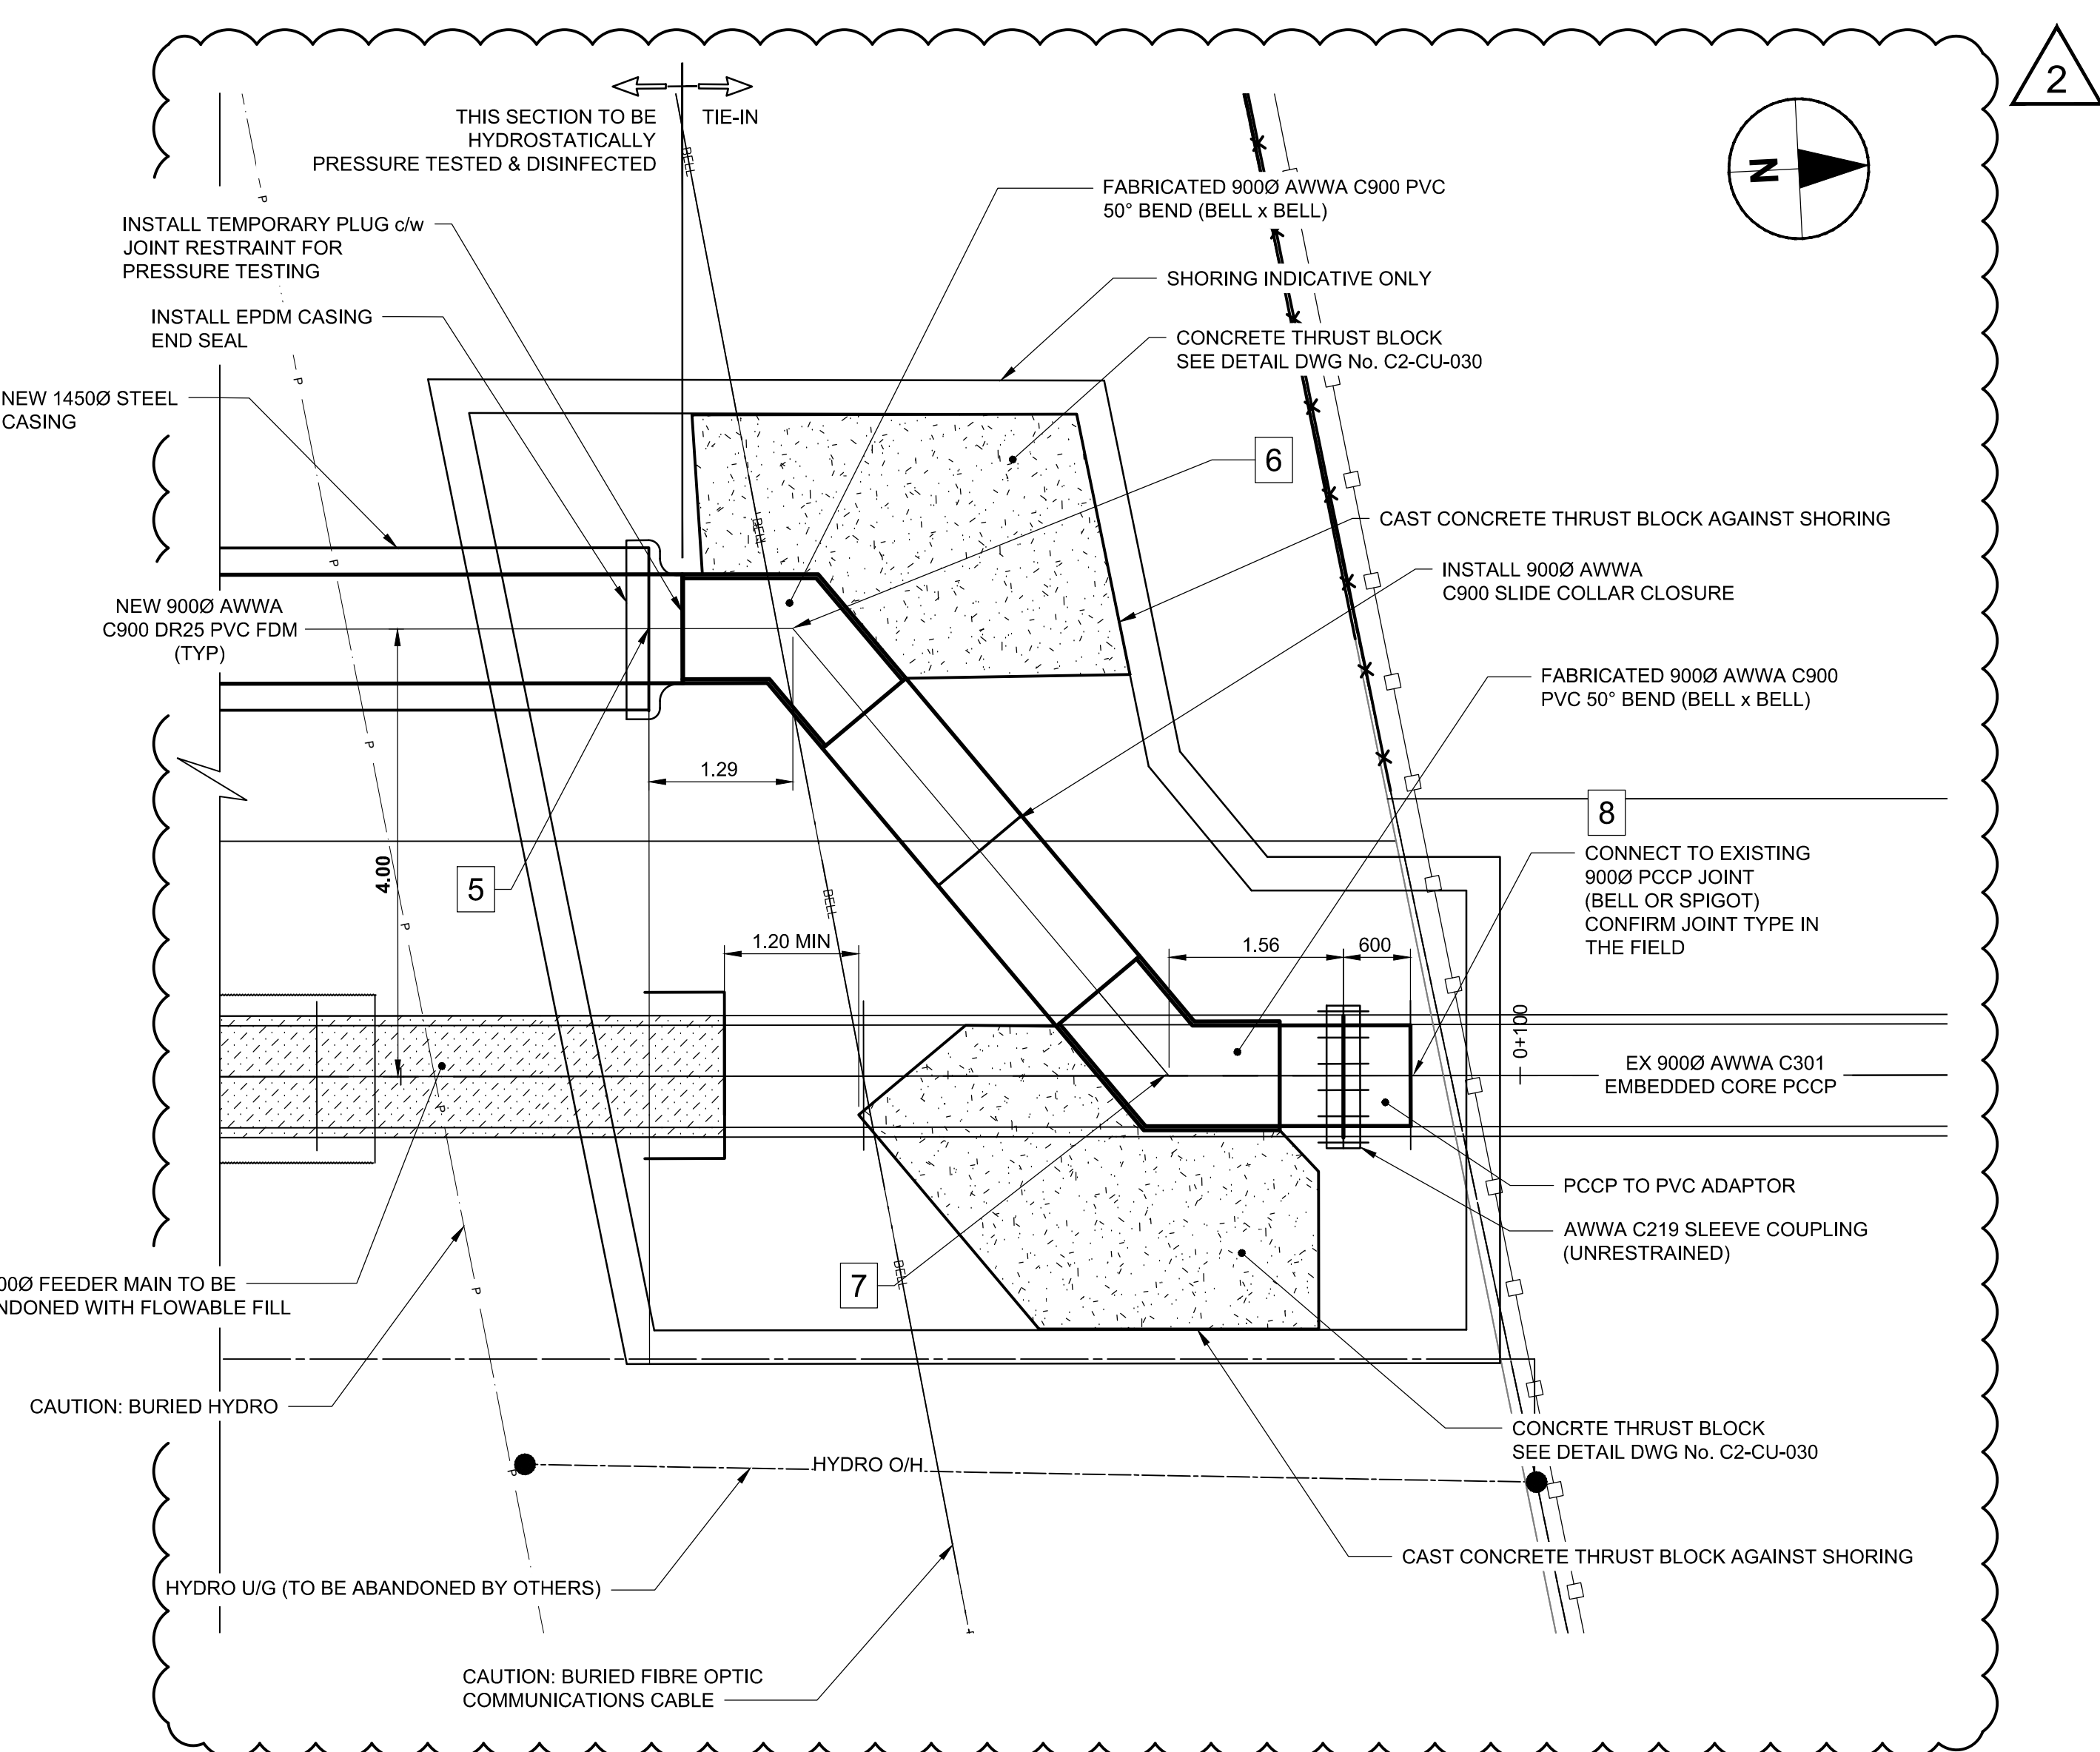 2
THIS SECTION TO BE
HYDROSTATICALLY
PRESSURE TESTED & DISINFECTED
TIE-IN
N
BELL
P
FABRICATED 900Ø AWWA C900 PVC
50° BEND (BELL x BELL)
INSTALL TEMPORARY PLUG c/w
JOINT RESTRAINT FOR
PRESSURE TESTING
SHORING INDICATIVE ONLY
INSTALL EPDM CASING
END SEAL
CONCRETE THRUST BLOCK
SEE DETAIL DWG No. C2-CU-030
P
NEW 1450Ø STEEL
CASING
6
CAST CONCRETE THRUST BLOCK AGAINST SHORING
BELL
P
INSTALL 900Ø AWWA
C900 SLIDE COLLAR CLOSURE
NEW 900Ø AWWA
C900 DR25 PVC FDM
(TYP)
FABRICATED 900Ø AWWA C900
PVC 50° BEND (BELL x BELL)
P
1.29
8
4.00
5
CONNECT TO EXISTING
900Ø PCCP JOINT
(BELL OR SPIGOT)
CONFIRM JOINT TYPE IN
THE FIELD
BELL
P
1.20 MIN
1.56
600
0+100
EX 900Ø AWWA C301
EMBEDDED CORE PCCP
P
PCCP TO PVC ADAPTOR
AWWA C219 SLEEVE COUPLING
(UNRESTRAINED)
7
BELL
P
00Ø FEEDER MAIN TO BE
NDONED WITH FLOWABLE FILL
CAUTION: BURIED HYDRO
CONCRTE THRUST BLOCK
SEE DETAIL DWG No. C2-CU-030
HYDRO O/H
P
CAST CONCRETE THRUST BLOCK AGAINST SHORING
HYDRO U/G (TO BE ABANDONED BY OTHERS)
CAUTION: BURIED FIBRE OPTIC
COMMUNICATIONS CABLE